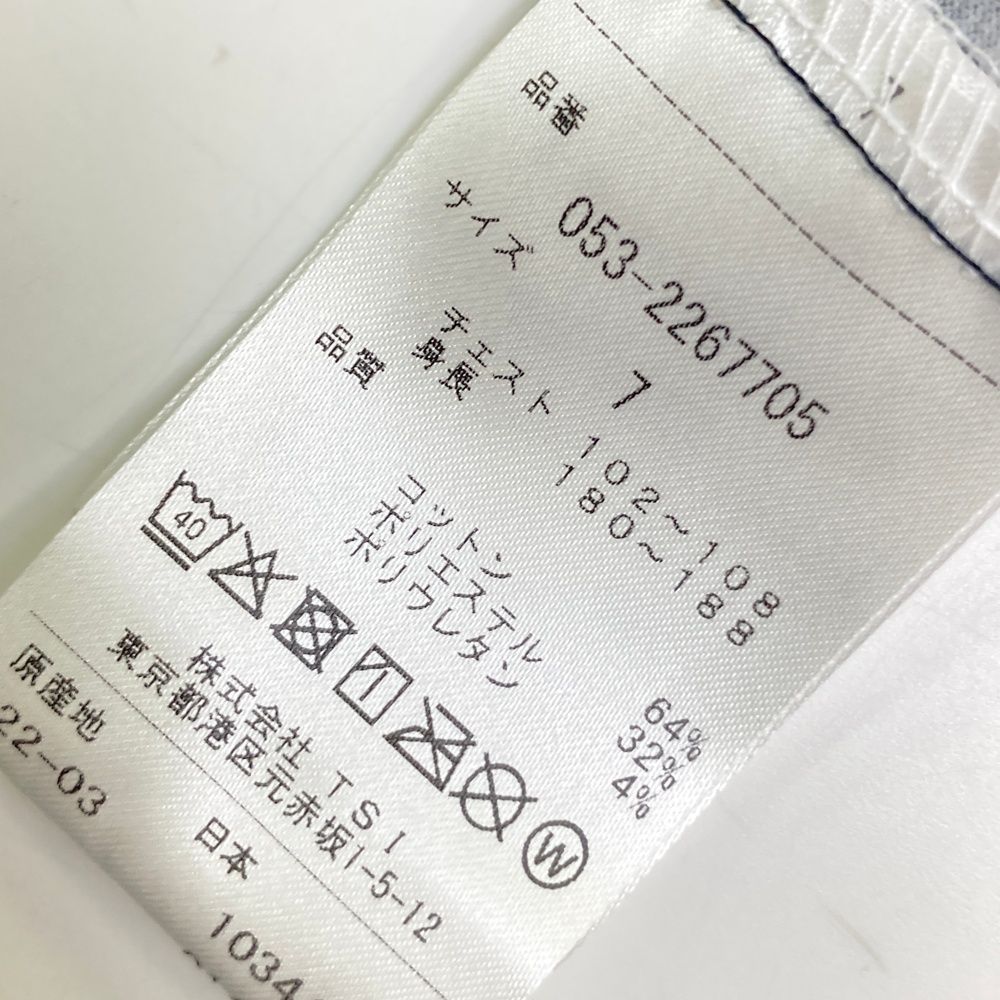 品番
053-2267705
サイズ
7
チェスト 102～108
身長 180～188
品質
コットン 64%
ポリエステル 32%
ポリウレタン 4%
40
W
株式会社 TSI
東京都港区元赤坂1-5-12
原産地 日本
22-03